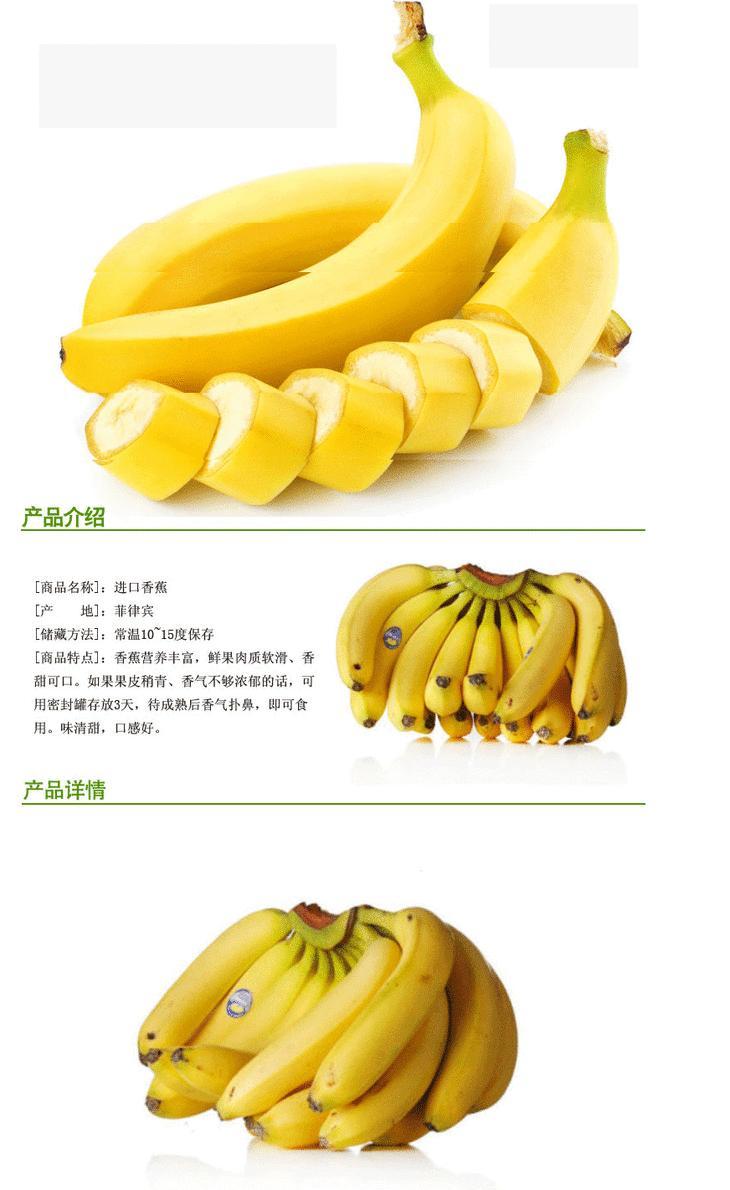 产品介绍
[商品名称]：进口香蕉
[产　　地]：菲律宾
[储藏方法]：常温10~15度保存
[商品特点]：香蕉营养丰富，鲜果肉质软滑、香
甜可口。如果果皮稍青、香气不够浓郁的话，可
用密封罐存放3天，待成熟后香气扑鼻，即可食
用。味清甜，口感好。
产品详情